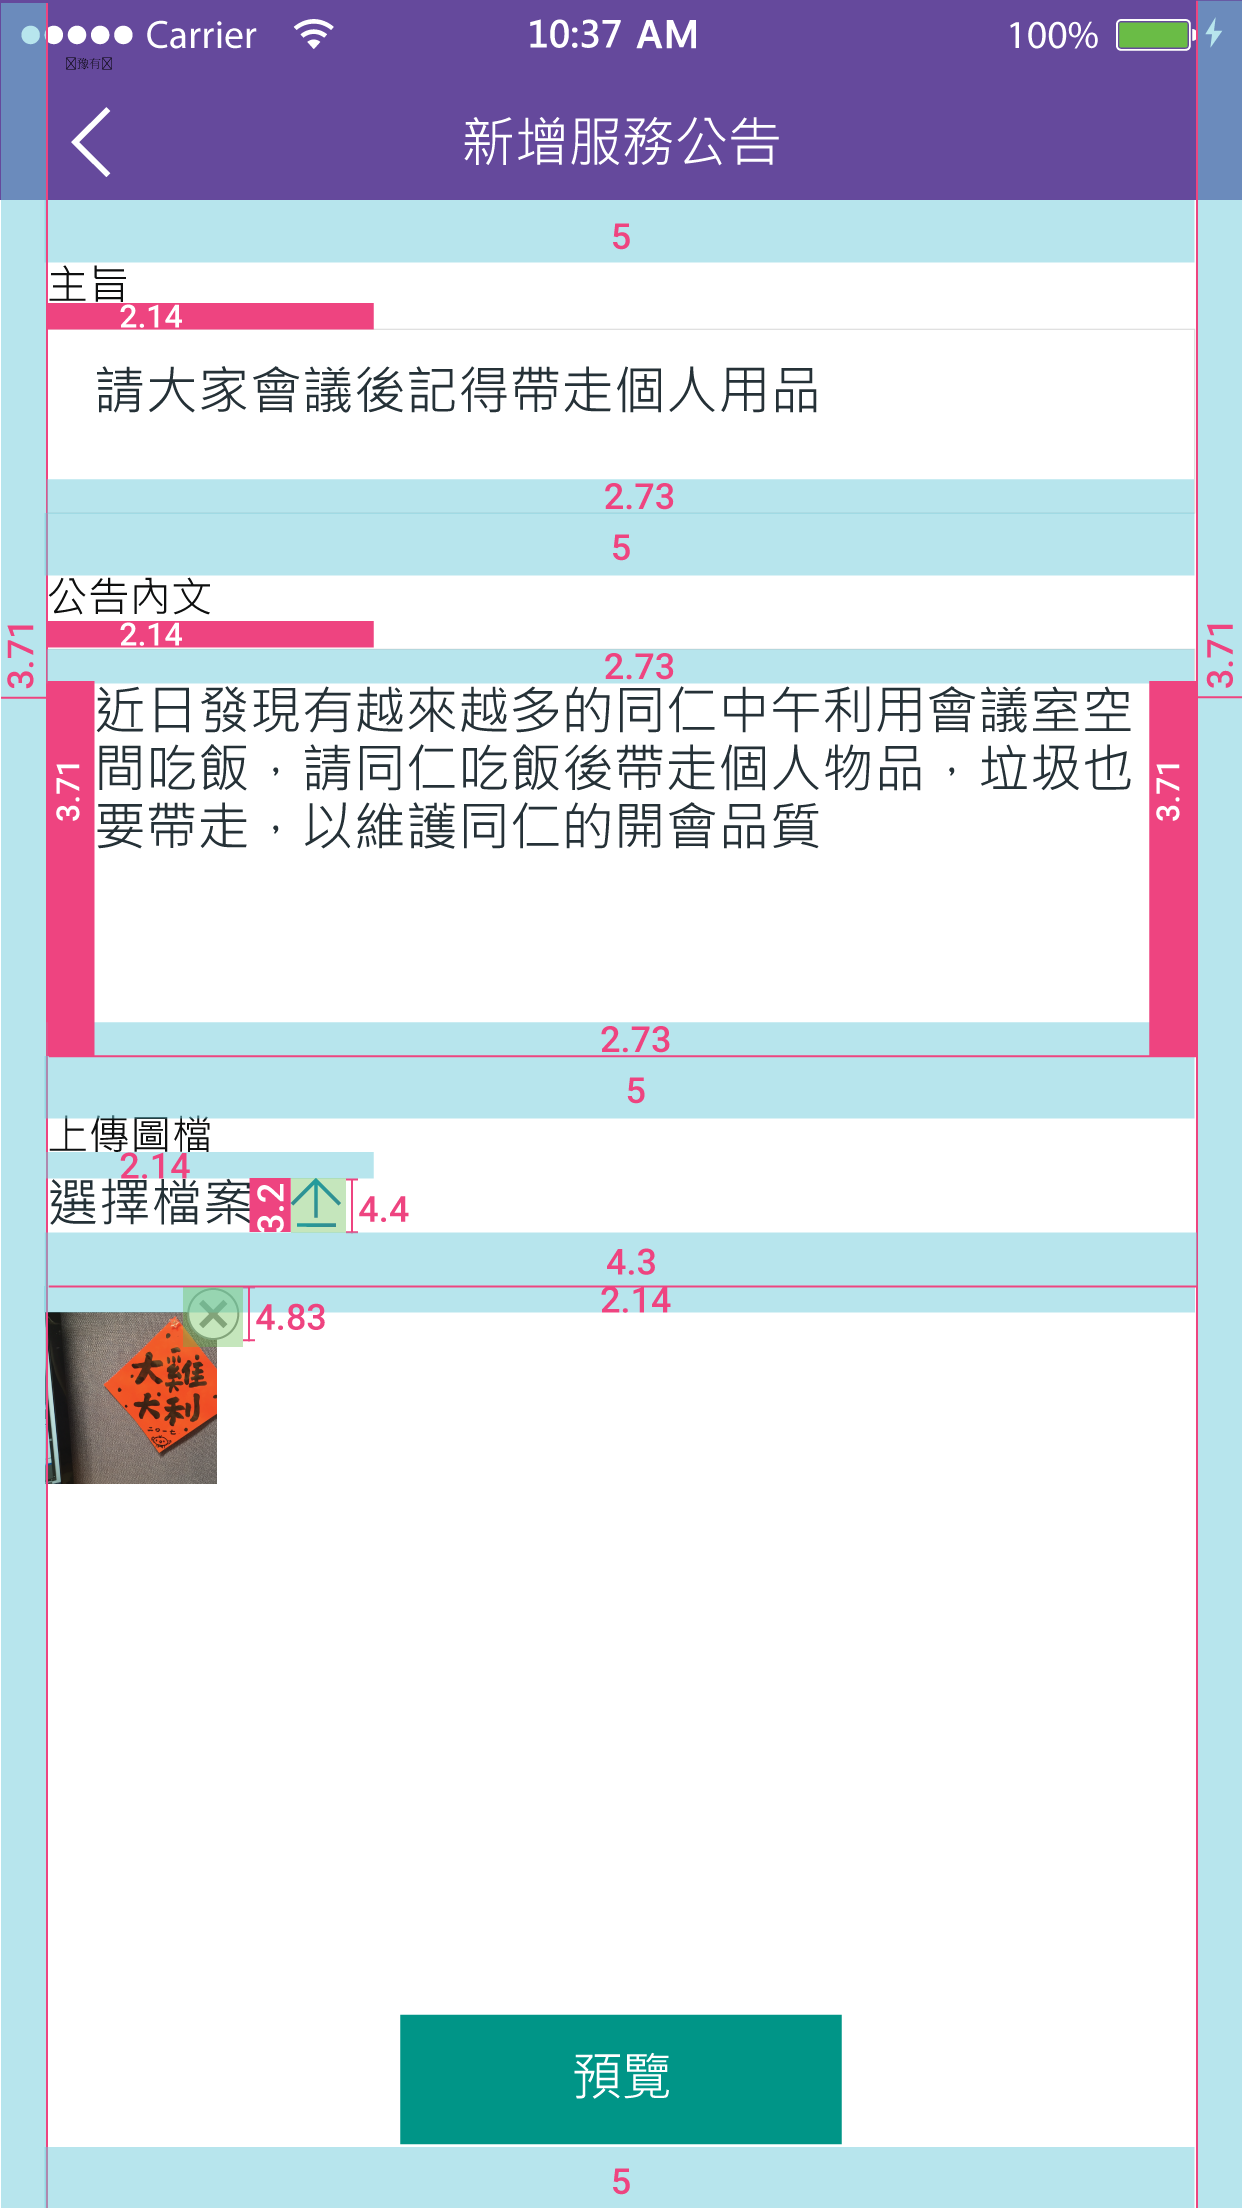 Carrier 10:37 AM 100%
豫有
新增服務公告
5
主旨
2.14
請大家會議後記得帶走個人用品
2.73
5
公告內文
2.14
3.71
3.71
2.73
近日發現有越來越多的同仁中午利用會議室空
間吃飯，請同仁吃飯後帶走個人物品，垃圾也
要帶走，以維護同仁的開會品質
3.71
3.71
2.73
5
上傳圖檔
2.14
選擇檔案
3.2
4.4
4.3
2.14
4.83
大雞
大利
二〇一七
預覽
5